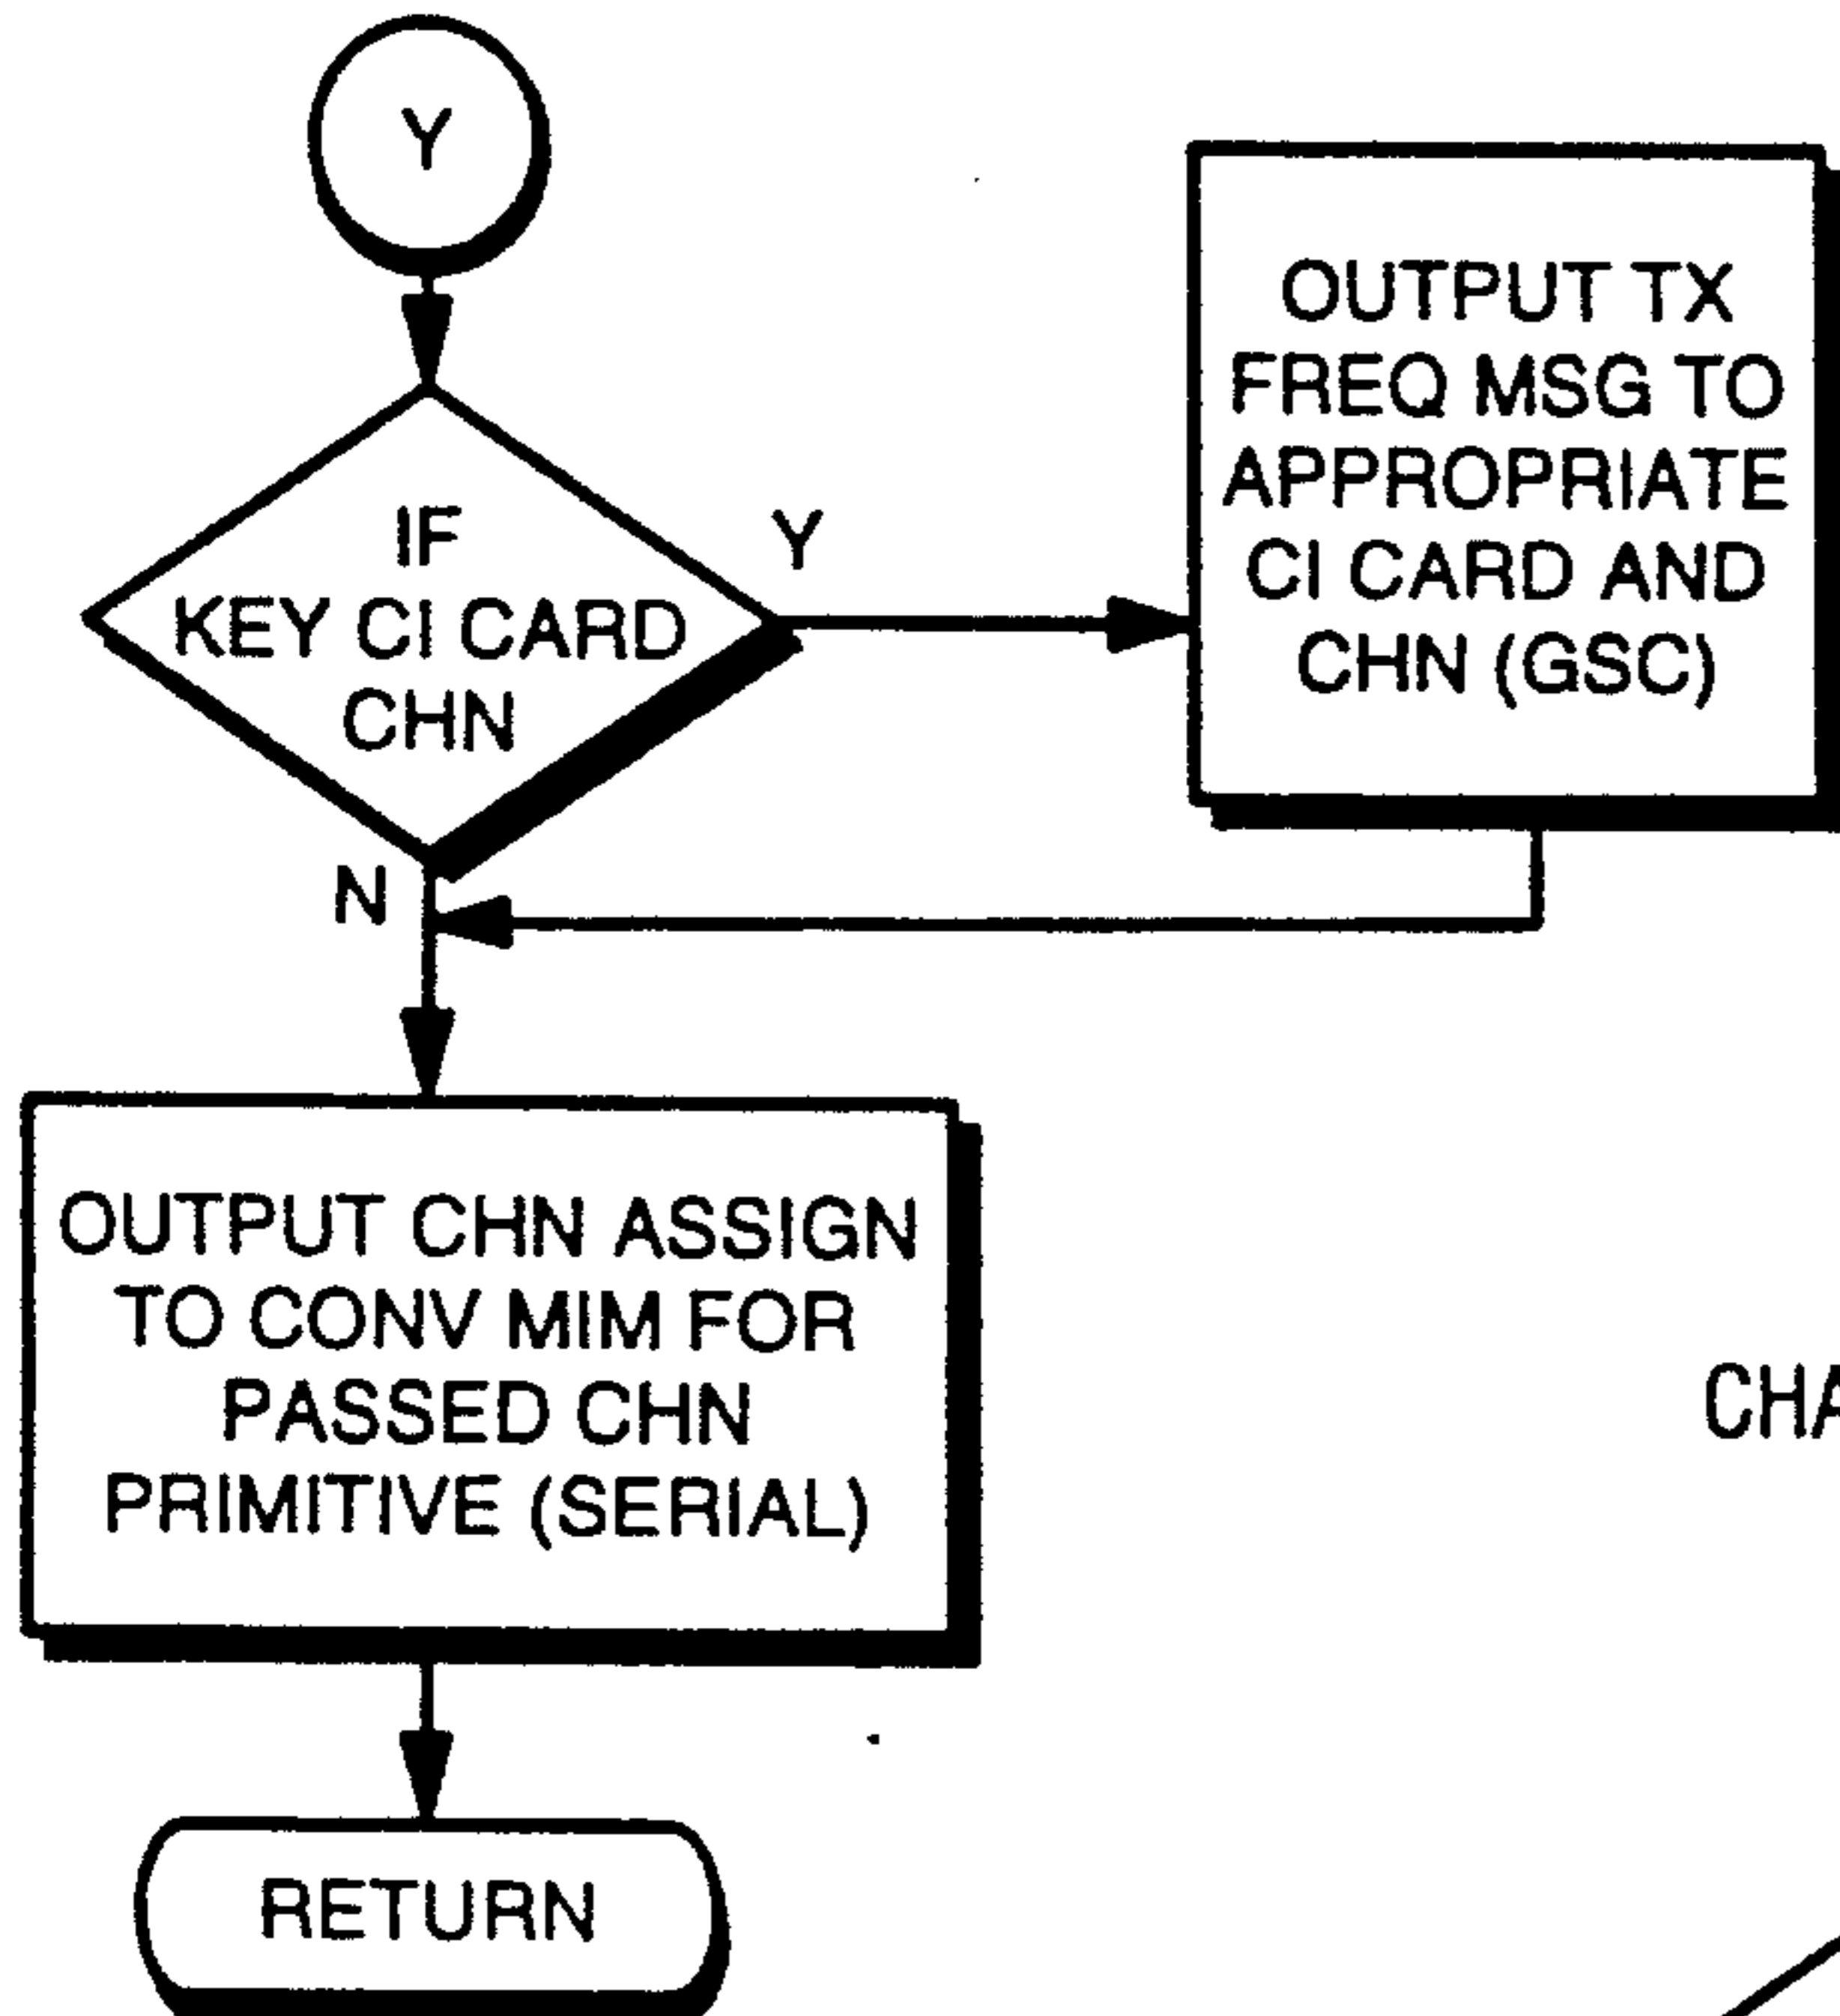 Y
IF
KEY CI CARD
CHN
Y
N
OUTPUT TX
FREQ MSG TO
APPROPRIATE
CI CARD AND
CHN (GSC)
OUTPUT CHN ASSIGN
TO CONV MIM FOR
PASSED CHN
PRIMITIVE (SERIAL)
RETURN